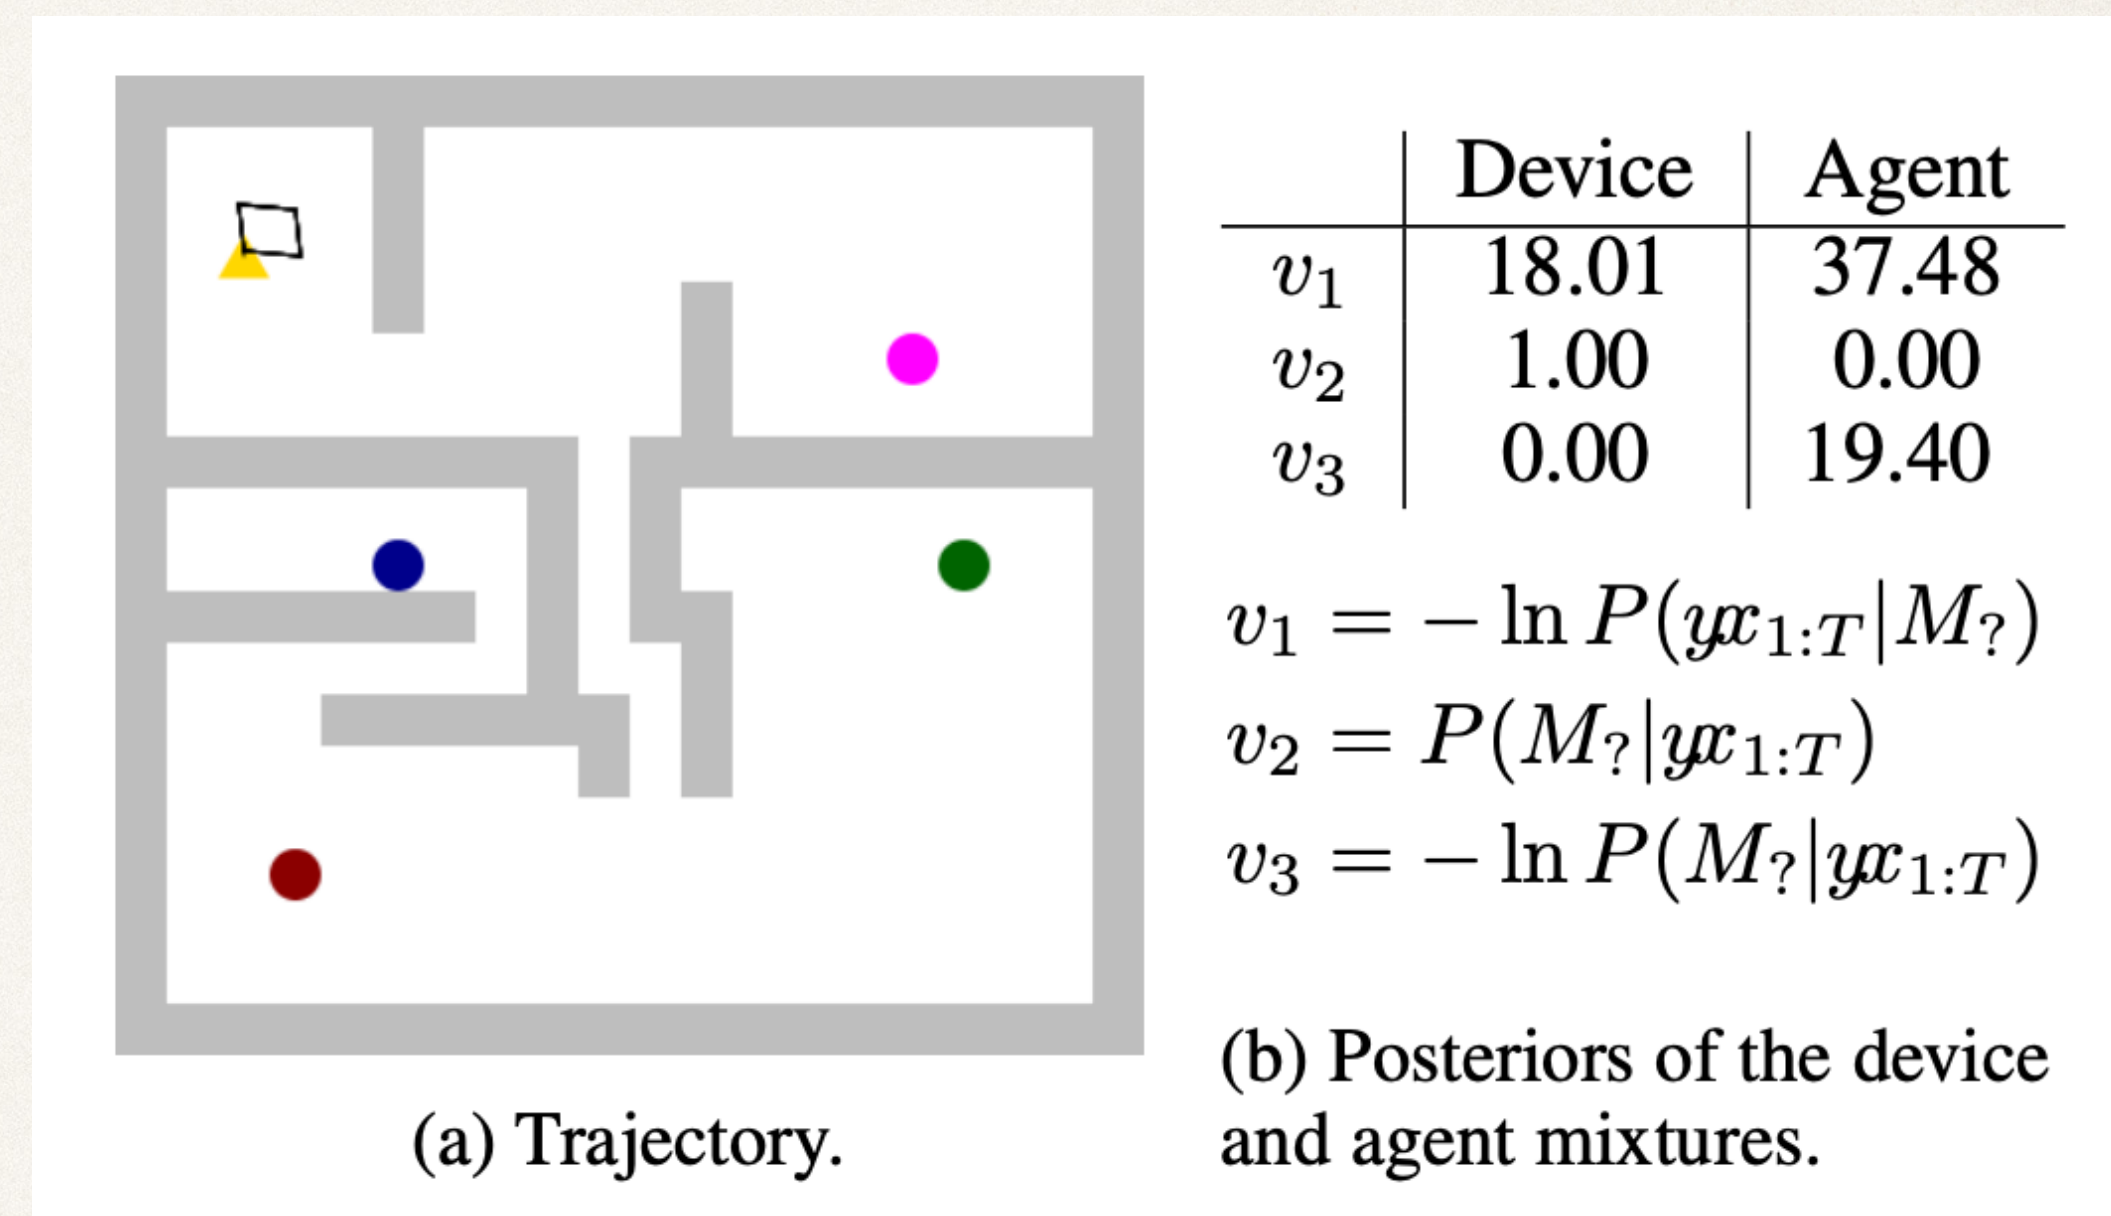 Device Agent
v₁ 18.01 37.48
v₂ 1.00 0.00
v₃ 0.00 19.40
v₁ = − ln P(yx₁:T|M?)
v₂ = P(M?|yx₁:T)
v₃ = − ln P(M?|yx₁:T)
(a) Trajectory.
(b) Posteriors of the device
and agent mixtures.